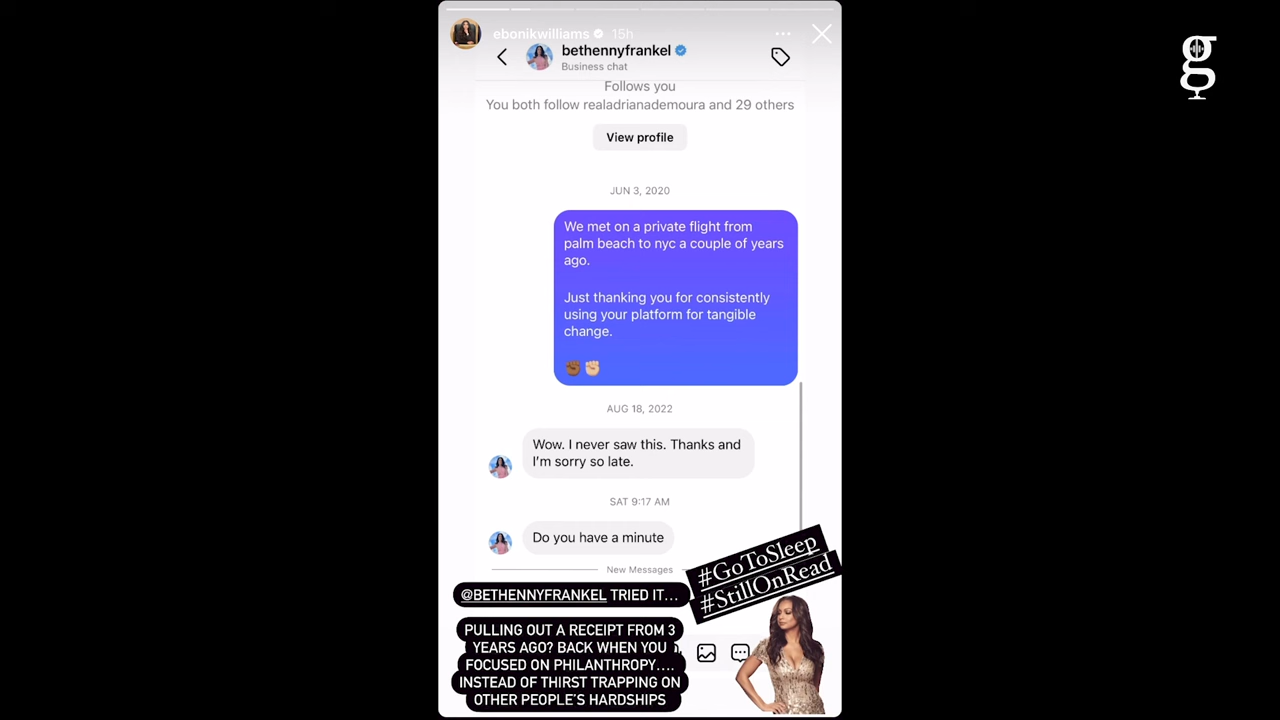 ebonikwilliams 15h
bethennyfrankel
Business chat
Follows you
You both follow realadrianademoura and 29 others
View profile
JUN 3, 2020
We met on a private flight from
palm beach to nyc a couple of years
ago.
Just thanking you for consistently
using your platform for tangible
change.
✊🏾✊🏼
AUG 18, 2022
Wow. I never saw this. Thanks and
I'm sorry so late.
SAT 9:17 AM
Do you have a minute
New Messages
#GoToSleep
#StillOnRead
@BETHENNYFRANKEL TRIED IT...
PULLING OUT A RECEIPT FROM 3
YEARS AGO? BACK WHEN YOU
FOCUSED ON PHILANTHROPY....
INSTEAD OF THIRST TRAPPING ON
OTHER PEOPLE'S HARDSHIPS
g